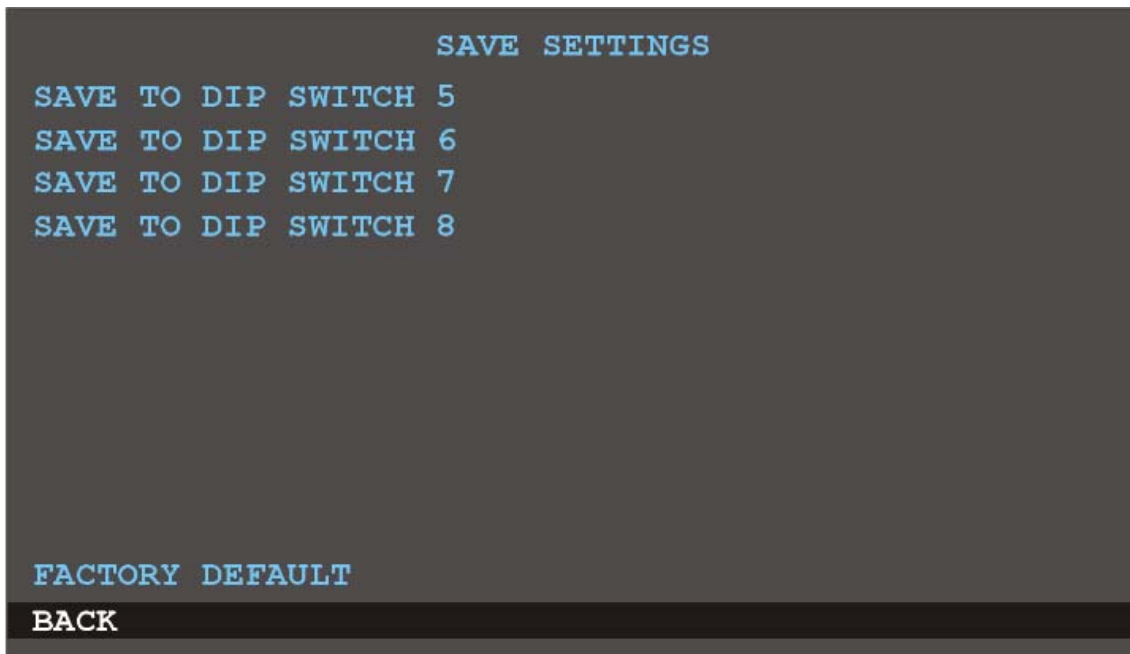 SAVE SETTINGS
SAVE TO DIP SWITCH 5
SAVE TO DIP SWITCH 6
SAVE TO DIP SWITCH 7
SAVE TO DIP SWITCH 8
FACTORY DEFAULT
BACK